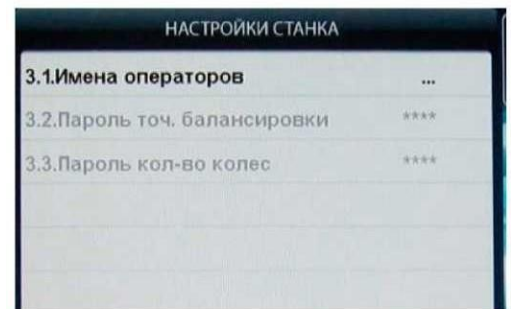 НАСТРОЙКИ СТАНКА
3.1.Имена операторов ...
3.2.Пароль точ. балансировки ****
3.3.Пароль кол-во колес ****